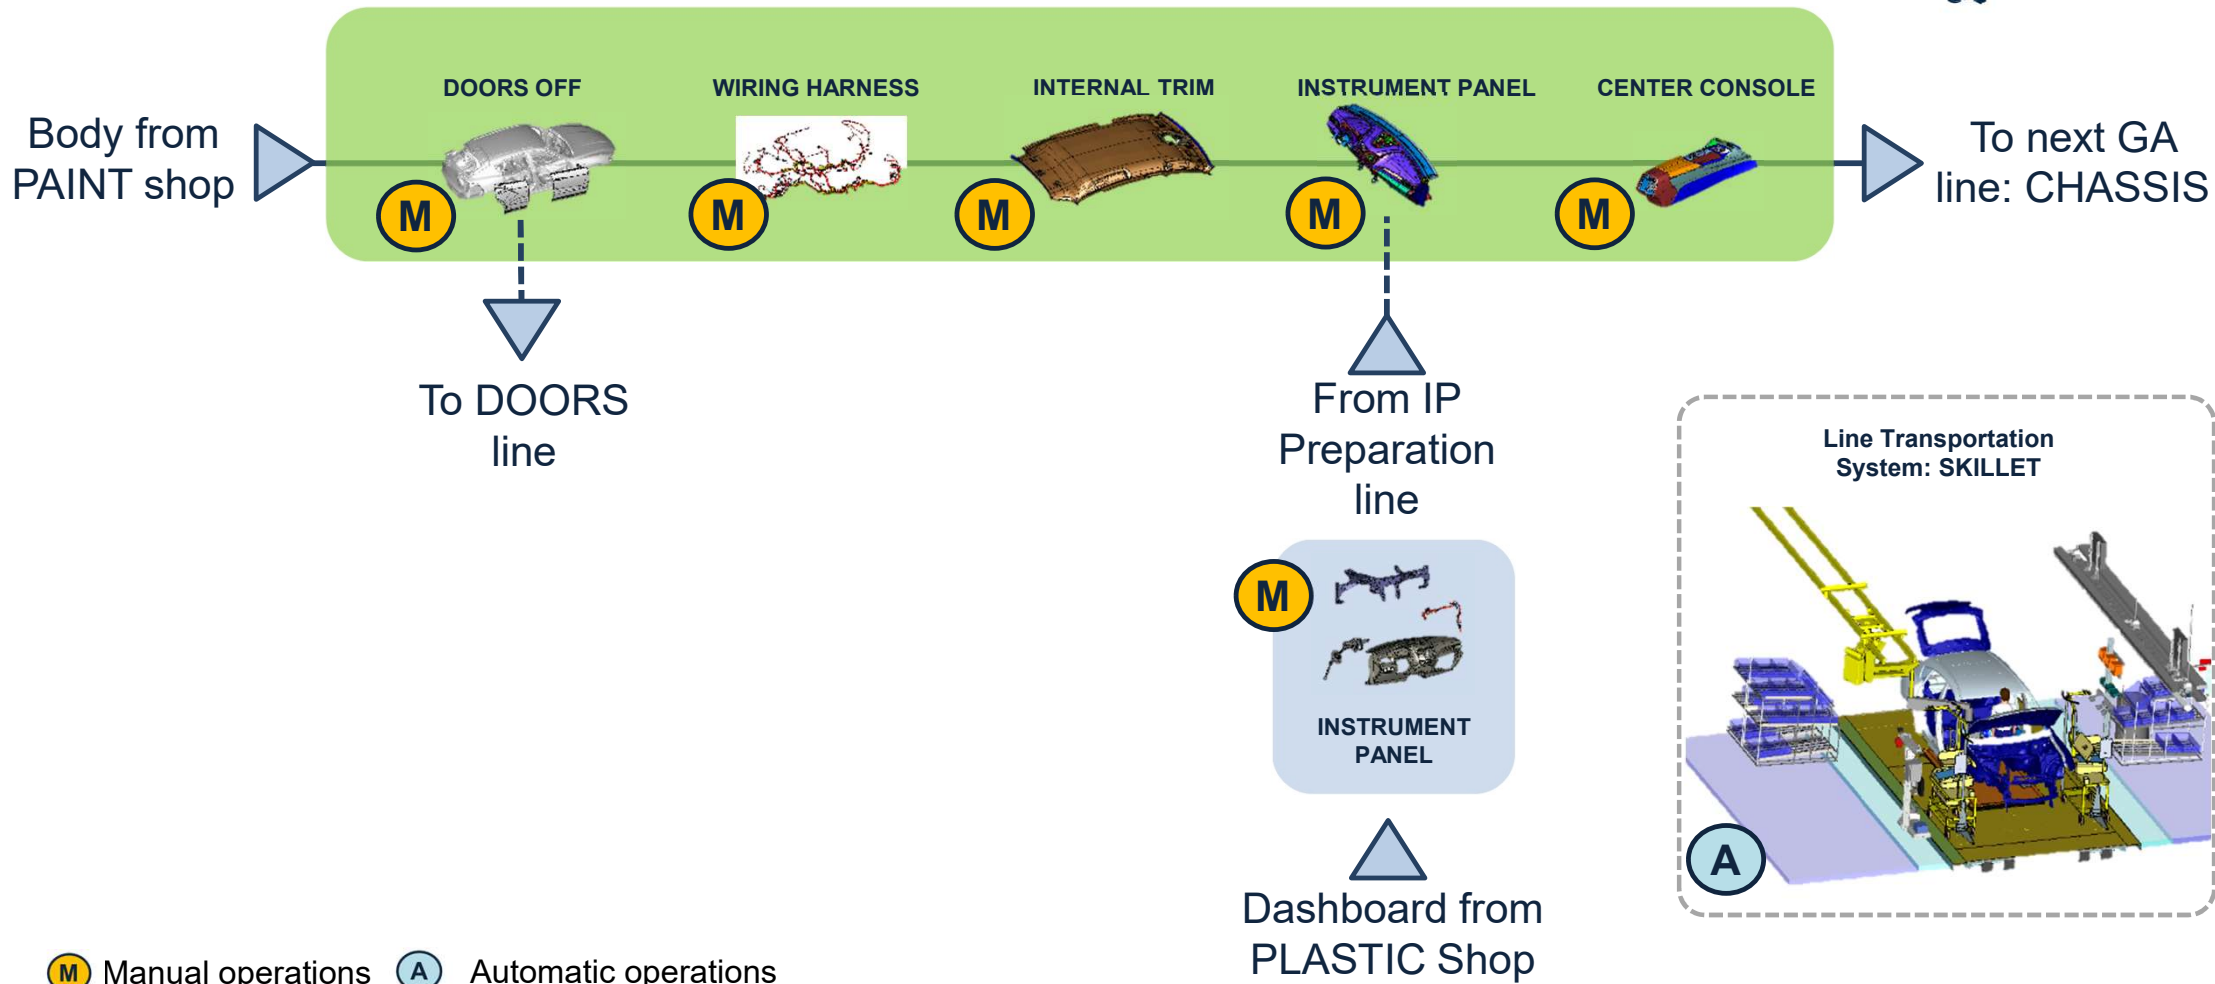 DOORS OFF
WIRING HARNESS
INTERNAL TRIM
INSTRUMENT PANEL
CENTER CONSOLE
Body from
PAINT shop
M
M
M
M
M
To next GA
line: CHASSIS
To DOORS
line
From IP
Preparation
line
M
INSTRUMENT
PANEL
Dashboard from
PLASTIC Shop
Line Transportation
System: SKILLET
A
M Manual operations
A Automatic operations